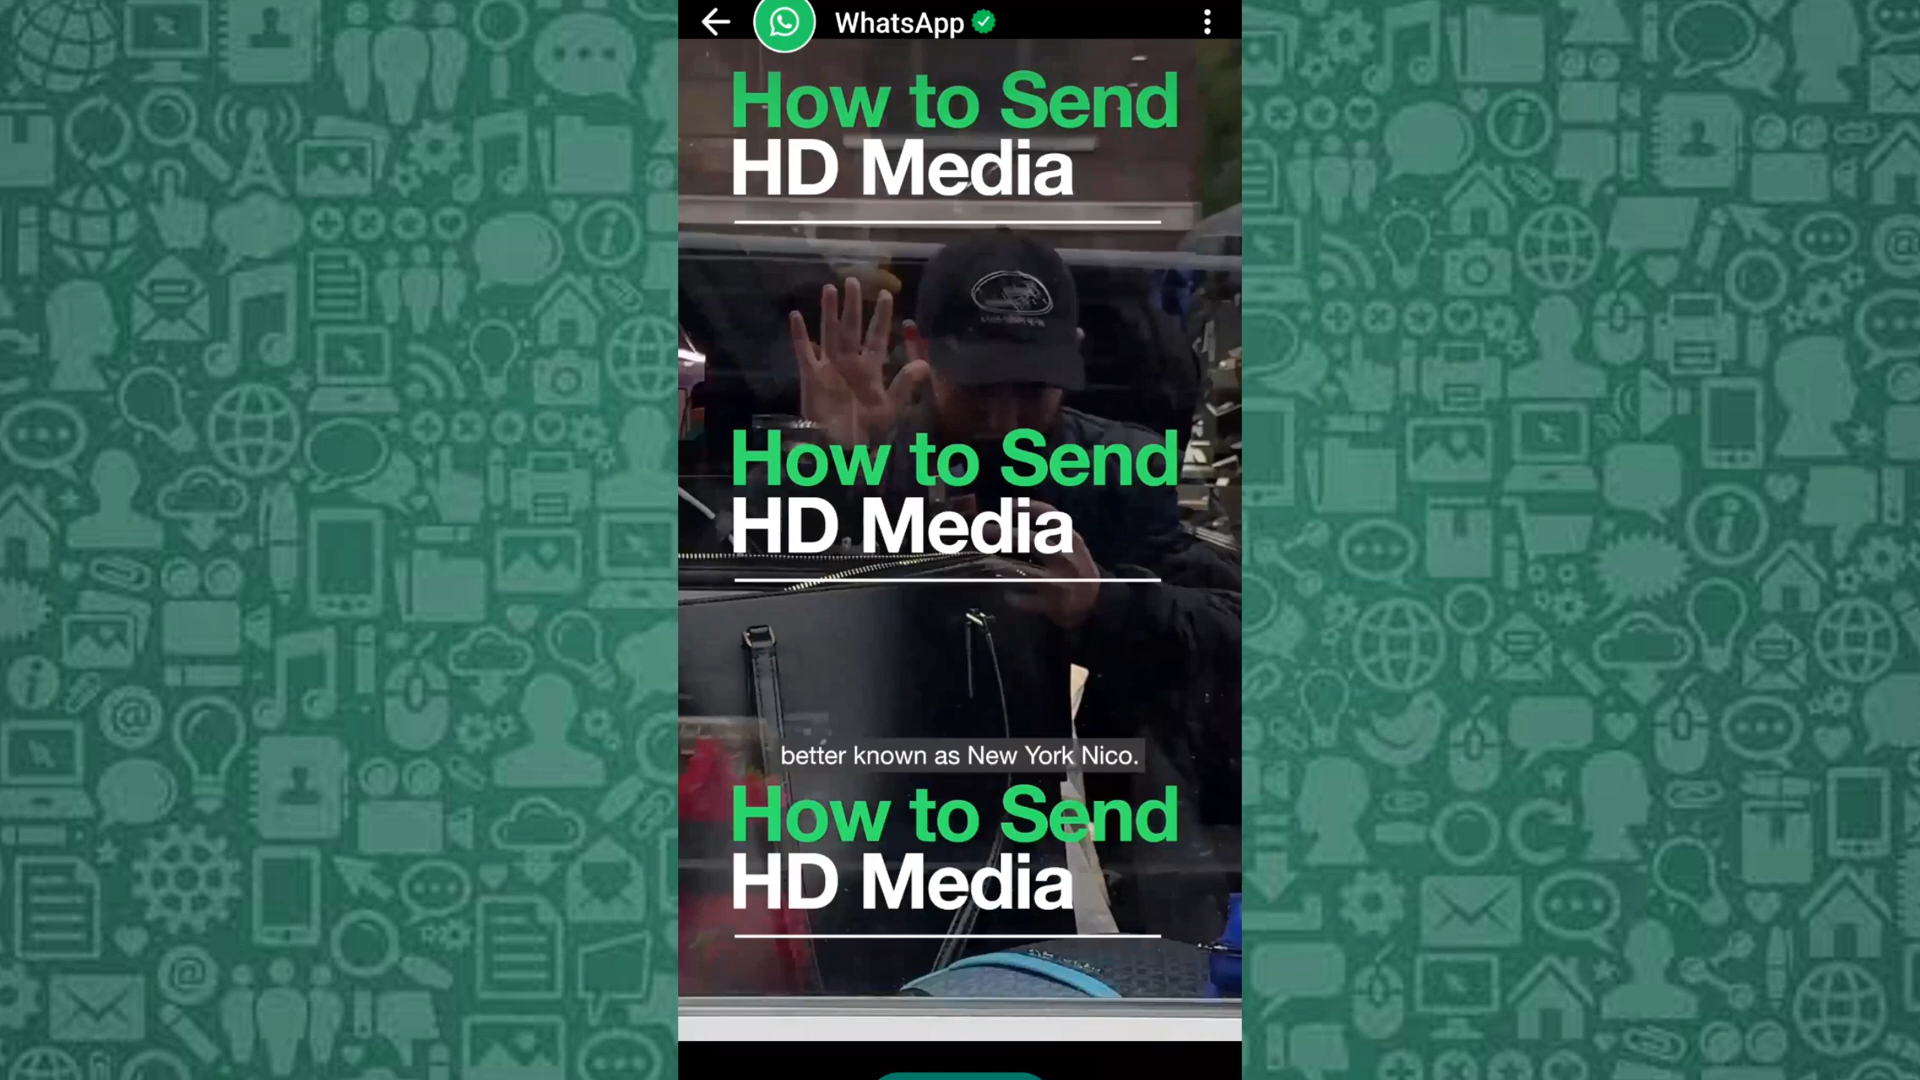 WhatsApp
How to Send
HD Media
How to Send
HD Media
better known as New York Nico.
How to Send
HD Media